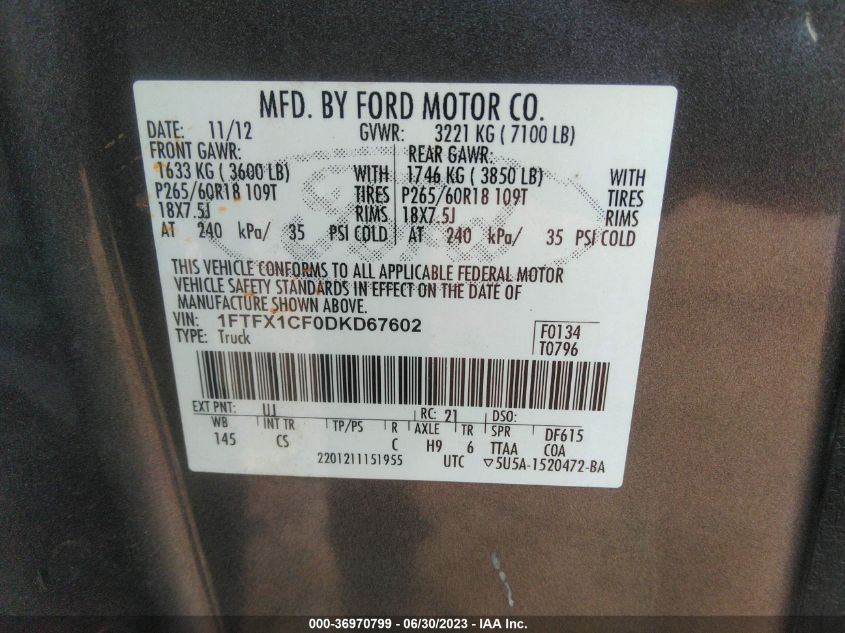 MFD. BY FORD MOTOR CO.
DATE: 11/12 GVWR: 3221 KG ( 7100 LB)
FRONT GAWR: REAR GAWR:
1633 KG ( 3600 LB) WITH 1746 KG ( 3850 LB) WITH
P265/60R18 109T TIRES P265/60R18 109T TIRES
18X7.5J RIMS 18X7.5J RIMS
AT 240 kPa/ 35 PSI COLD AT 240 kPa/ 35 PSI COLD
THIS VEHICLE CONFORMS TO ALL APPLICABLE FEDERAL MOTOR
VEHICLE SAFETY STANDARDS IN EFFECT ON THE DATE OF
MANUFACTURE SHOWN ABOVE.
VIN: 1FTFX1CF0DKD67602 F0134
TYPE: Truck T0796
EXT PNT: UJ RC: 21 DSO:
WB INT TR TP/PS R AXLE TR SPR DF615
145 CS C H9 6 TTAA COA
2201211151955 UTC ▽5U5A-1520472-BA
000-36970799 - 06/30/2023 - IAA Inc.